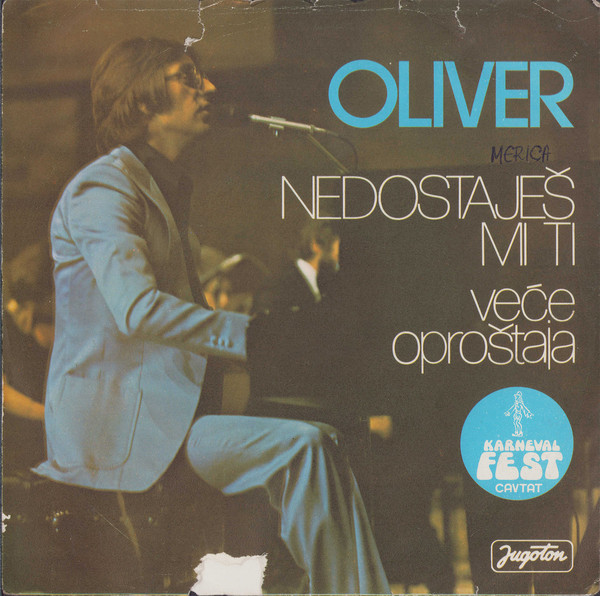 OLIVER
MERICA
NEDOSTAJEŠ
MI TI
veče
oproštaja
KARNEVAL
FEST
CAVTAT
Jugoton